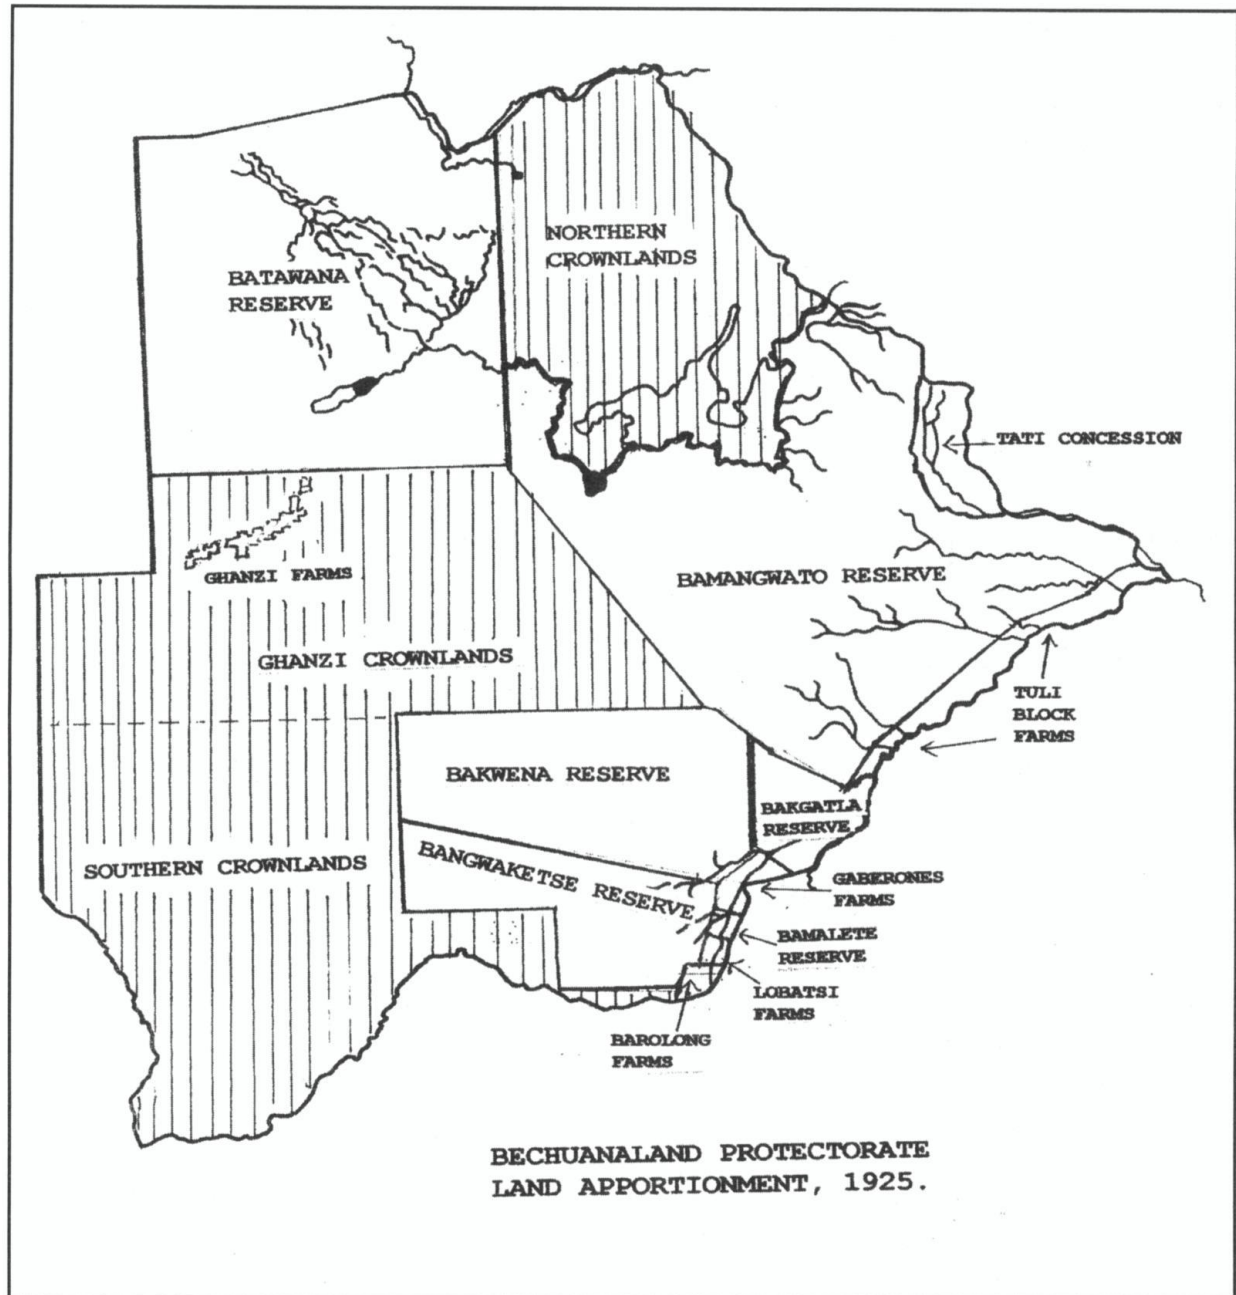 NORTHERN
CROWNLANDS
BATAWANA
RESERVE
TATI CONCESSION
GHANZI FARMS
BAMANGWATO RESERVE
GHANZI CROWNLANDS
TULI
BLOCK
FARMS
BAKWENA RESERVE
BAKGATLA
RESERVE
BANGWAKETSE RESERVE
SOUTHERN CROWNLANDS
GABERONES
FARMS
BAMALETE
RESERVE
LOBATSI
FARMS
BAROLONG
FARMS
BECHUANALAND PROTECTORATE
LAND APPORTIONMENT, 1925.